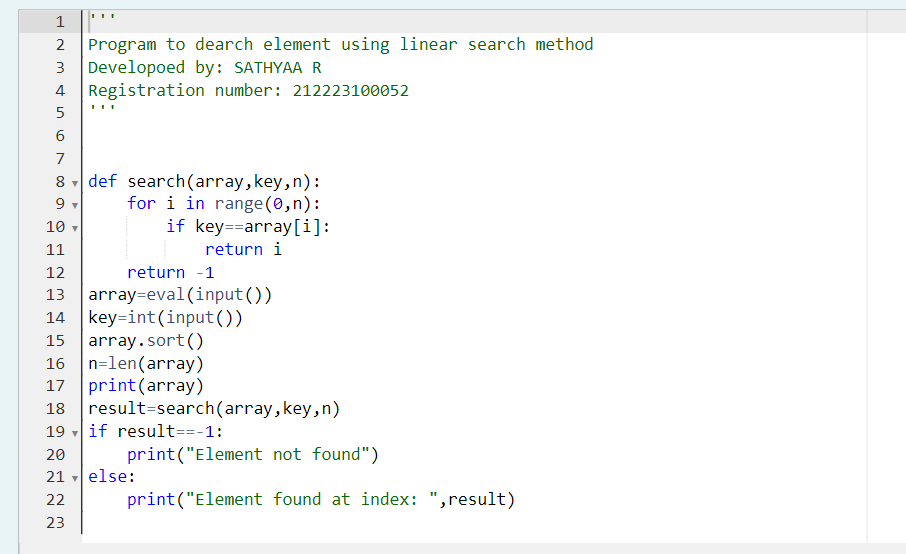 1 '''
2 Program to dearch element using linear search method
3 Developoed by: SATHYAA R
4 Registration number: 212223100052
5 '''
6
7
8 def search(array,key,n):
9     for i in range(0,n):
10         if key==array[i]:
11             return i
12     return -1
13 array=eval(input())
14 key=int(input())
15 array.sort()
16 n=len(array)
17 print(array)
18 result=search(array,key,n)
19 if result==-1:
20     print("Element not found")
21 else:
22     print("Element found at index: ",result)
23